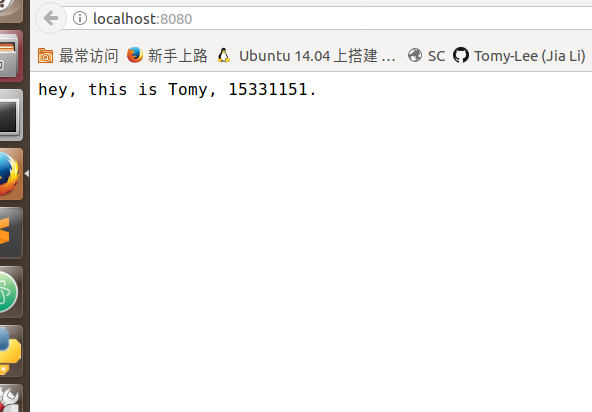 localhost:8080
最常访问 新手上路 Ubuntu 14.04 上搭建 … SC Tomy-Lee (Jia Li)
hey, this is Tomy, 15331151.